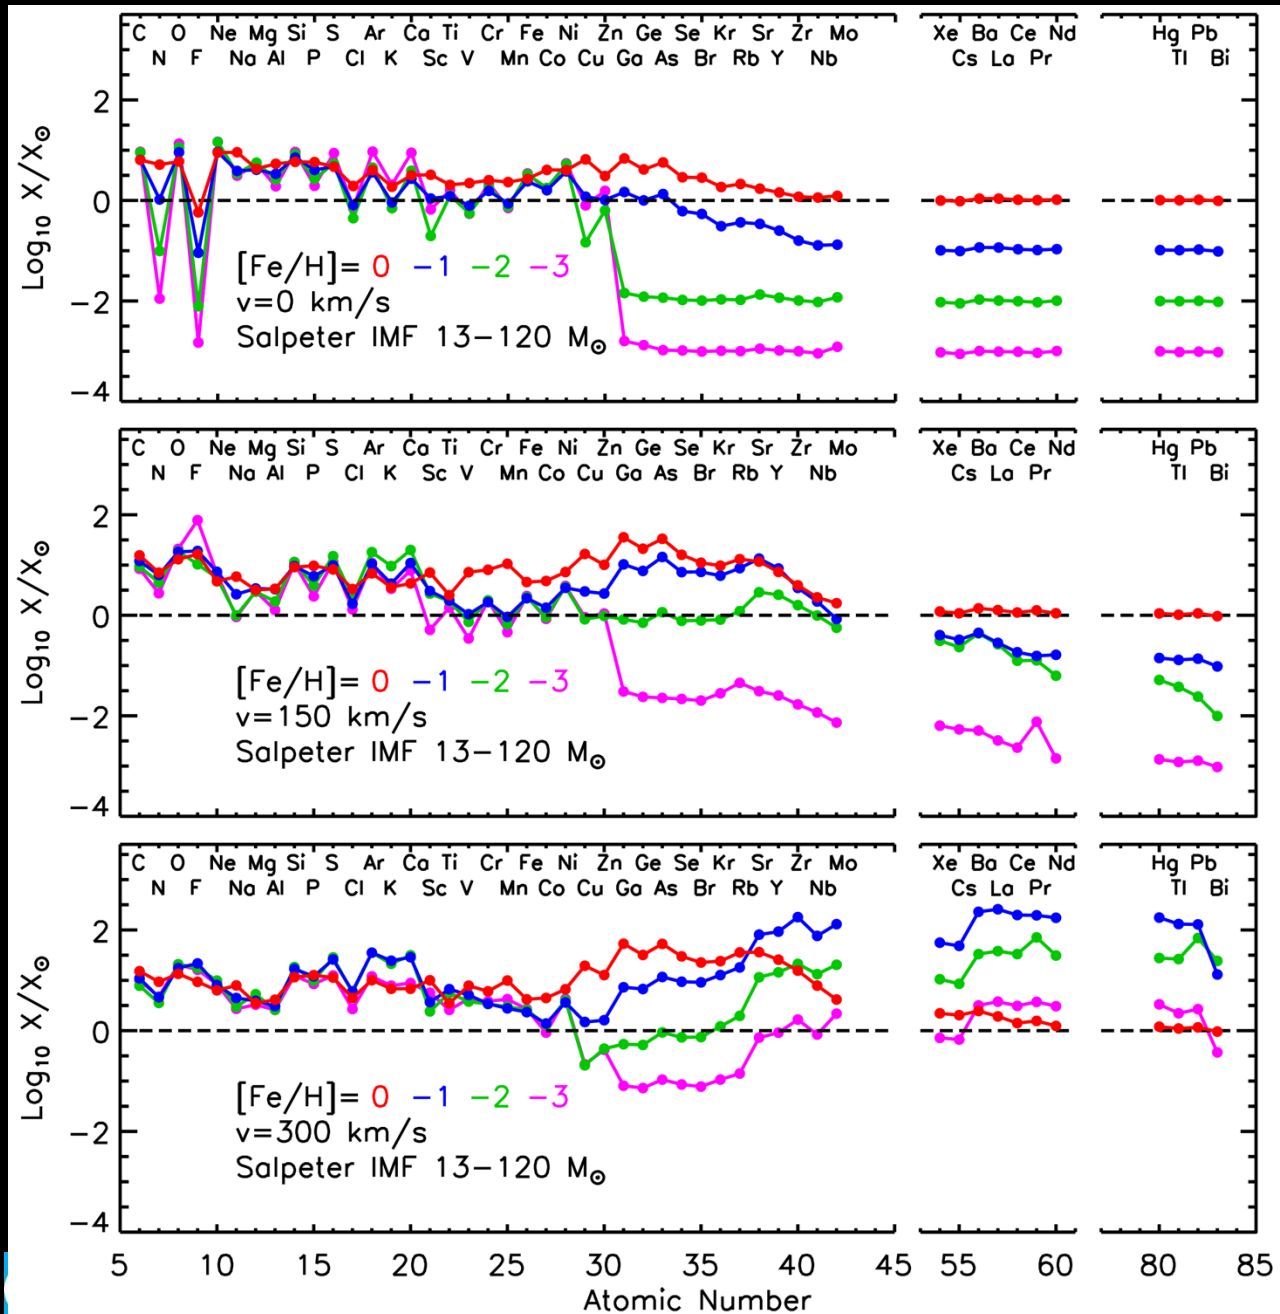 C O Ne Mg Si S Ar Ca Ti Cr Fe Ni Zn Ge Se Kr Sr Zr Mo Xe Ba Ce Nd Hg Pb
N F Na Al P Cl K Sc V Mn Co Cu Ga As Br Rb Y Nb Cs La Pr Tl Bi
2
0
−2
−4
Log₁₀ X/X⊙
[Fe/H]= 0 −1 −2 −3
v=0 km/s
Salpeter IMF 13−120 M⊙
C O Ne Mg Si S Ar Ca Ti Cr Fe Ni Zn Ge Se Kr Sr Zr Mo Xe Ba Ce Nd Hg Pb
N F Na Al P Cl K Sc V Mn Co Cu Ga As Br Rb Y Nb Cs La Pr Tl Bi
2
0
−2
−4
Log₁₀ X/X⊙
[Fe/H]= 0 −1 −2 −3
v=150 km/s
Salpeter IMF 13−120 M⊙
C O Ne Mg Si S Ar Ca Ti Cr Fe Ni Zn Ge Se Kr Sr Zr Mo Xe Ba Ce Nd Hg Pb
N F Na Al P Cl K Sc V Mn Co Cu Ga As Br Rb Y Nb Cs La Pr Tl Bi
2
0
−2
−4
Log₁₀ X/X⊙
[Fe/H]= 0 −1 −2 −3
v=300 km/s
Salpeter IMF 13−120 M⊙
5 10 15 20 25 30 35 40 45 55 60 80 85
Atomic Number